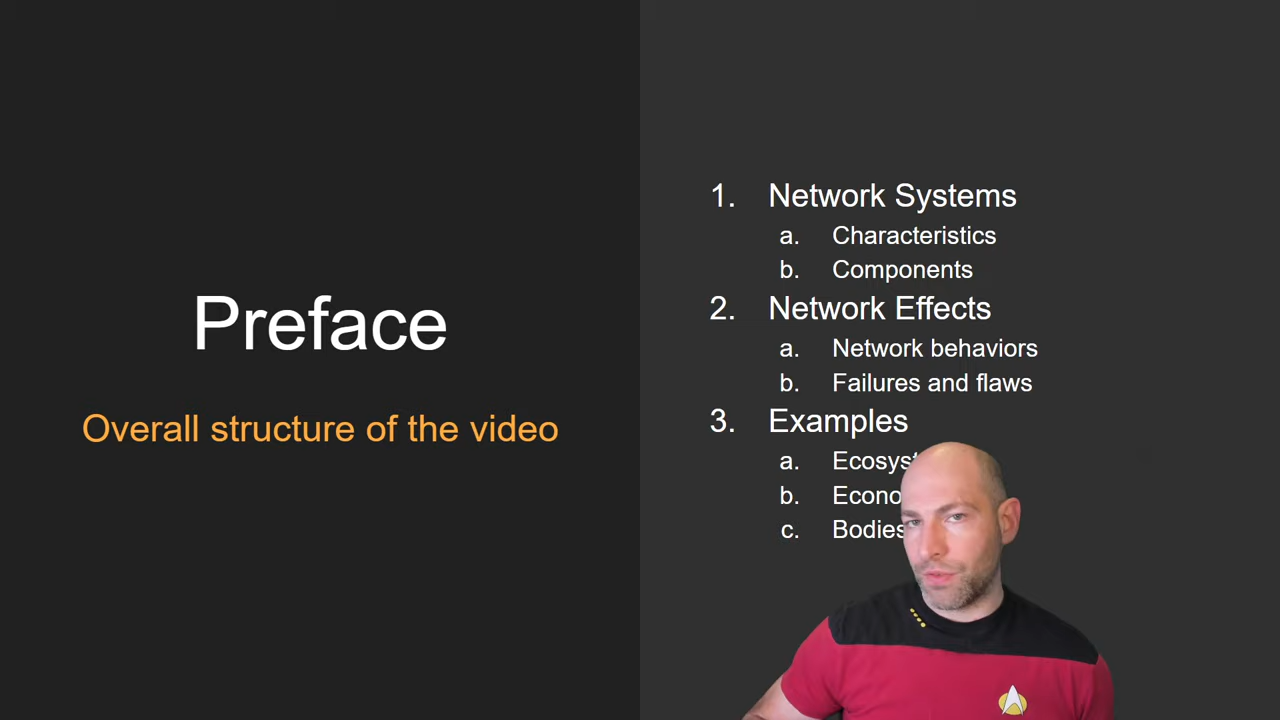 Preface
Overall structure of the video
1. Network Systems
a. Characteristics
b. Components
2. Network Effects
a. Network behaviors
b. Failures and flaws
3. Examples
a.
b.
c. Bodies